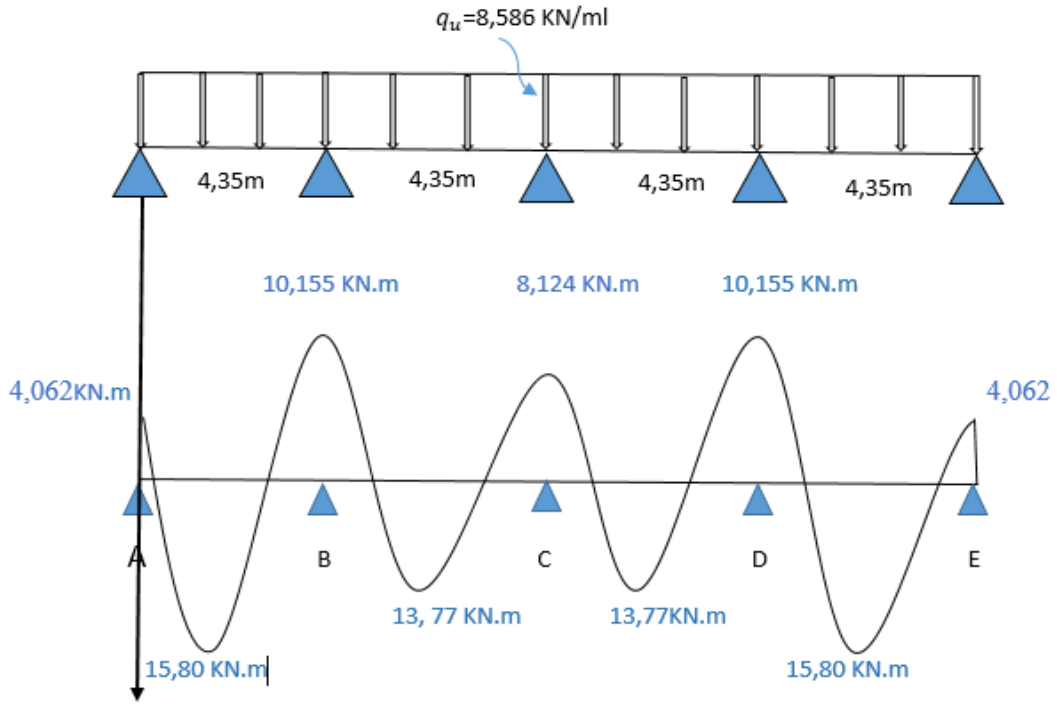 qᵤ=8,586 KN/ml
4,35m
4,35m
4,35m
4,35m
10,155 KN.m
8,124 KN.m
10,155 KN.m
4,062KN.m
4,062
A
B
C
D
E
13, 77 KN.m
13,77KN.m
15,80 KN.m
15,80 KN.m